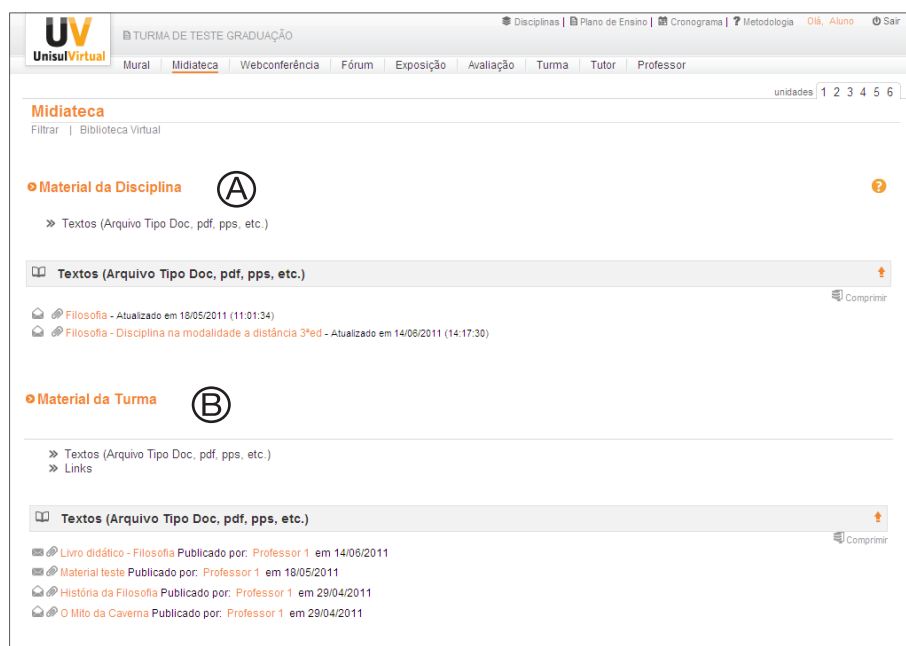 UV
UnisulVirtual
TURMA DE TESTE GRADUAÇÃO
Disciplinas | Plano de Ensino | Cronograma | ? Metodologia Olá, Aluno Sair
Mural Midiateca Webconferência Fórum Exposição Avaliação Turma Tutor Professor
unidades 1 2 3 4 5 6
Midiateca
Filtrar | Biblioteca Virtual
Material da Disciplina A ?
» Textos (Arquivo Tipo Doc, pdf, pps, etc.)
Textos (Arquivo Tipo Doc, pdf, pps, etc.)
Comprimir
Filosofia - Atualizado em 18/05/2011 (11:01:34)
Filosofia - Disciplina na modalidade a distância 3ªed - Atualizado em 14/06/2011 (14:17:30)
Material da Turma B
» Textos (Arquivo Tipo Doc, pdf, pps, etc.)
» Links
Textos (Arquivo Tipo Doc, pdf, pps, etc.)
Comprimir
Livro didático - Filosofia Publicado por: Professor 1 em 14/06/2011
Material teste Publicado por: Professor 1 em 18/05/2011
História da Filosofia Publicado por: Professor 1 em 29/04/2011
O Mito da Caverna Publicado por: Professor 1 em 29/04/2011